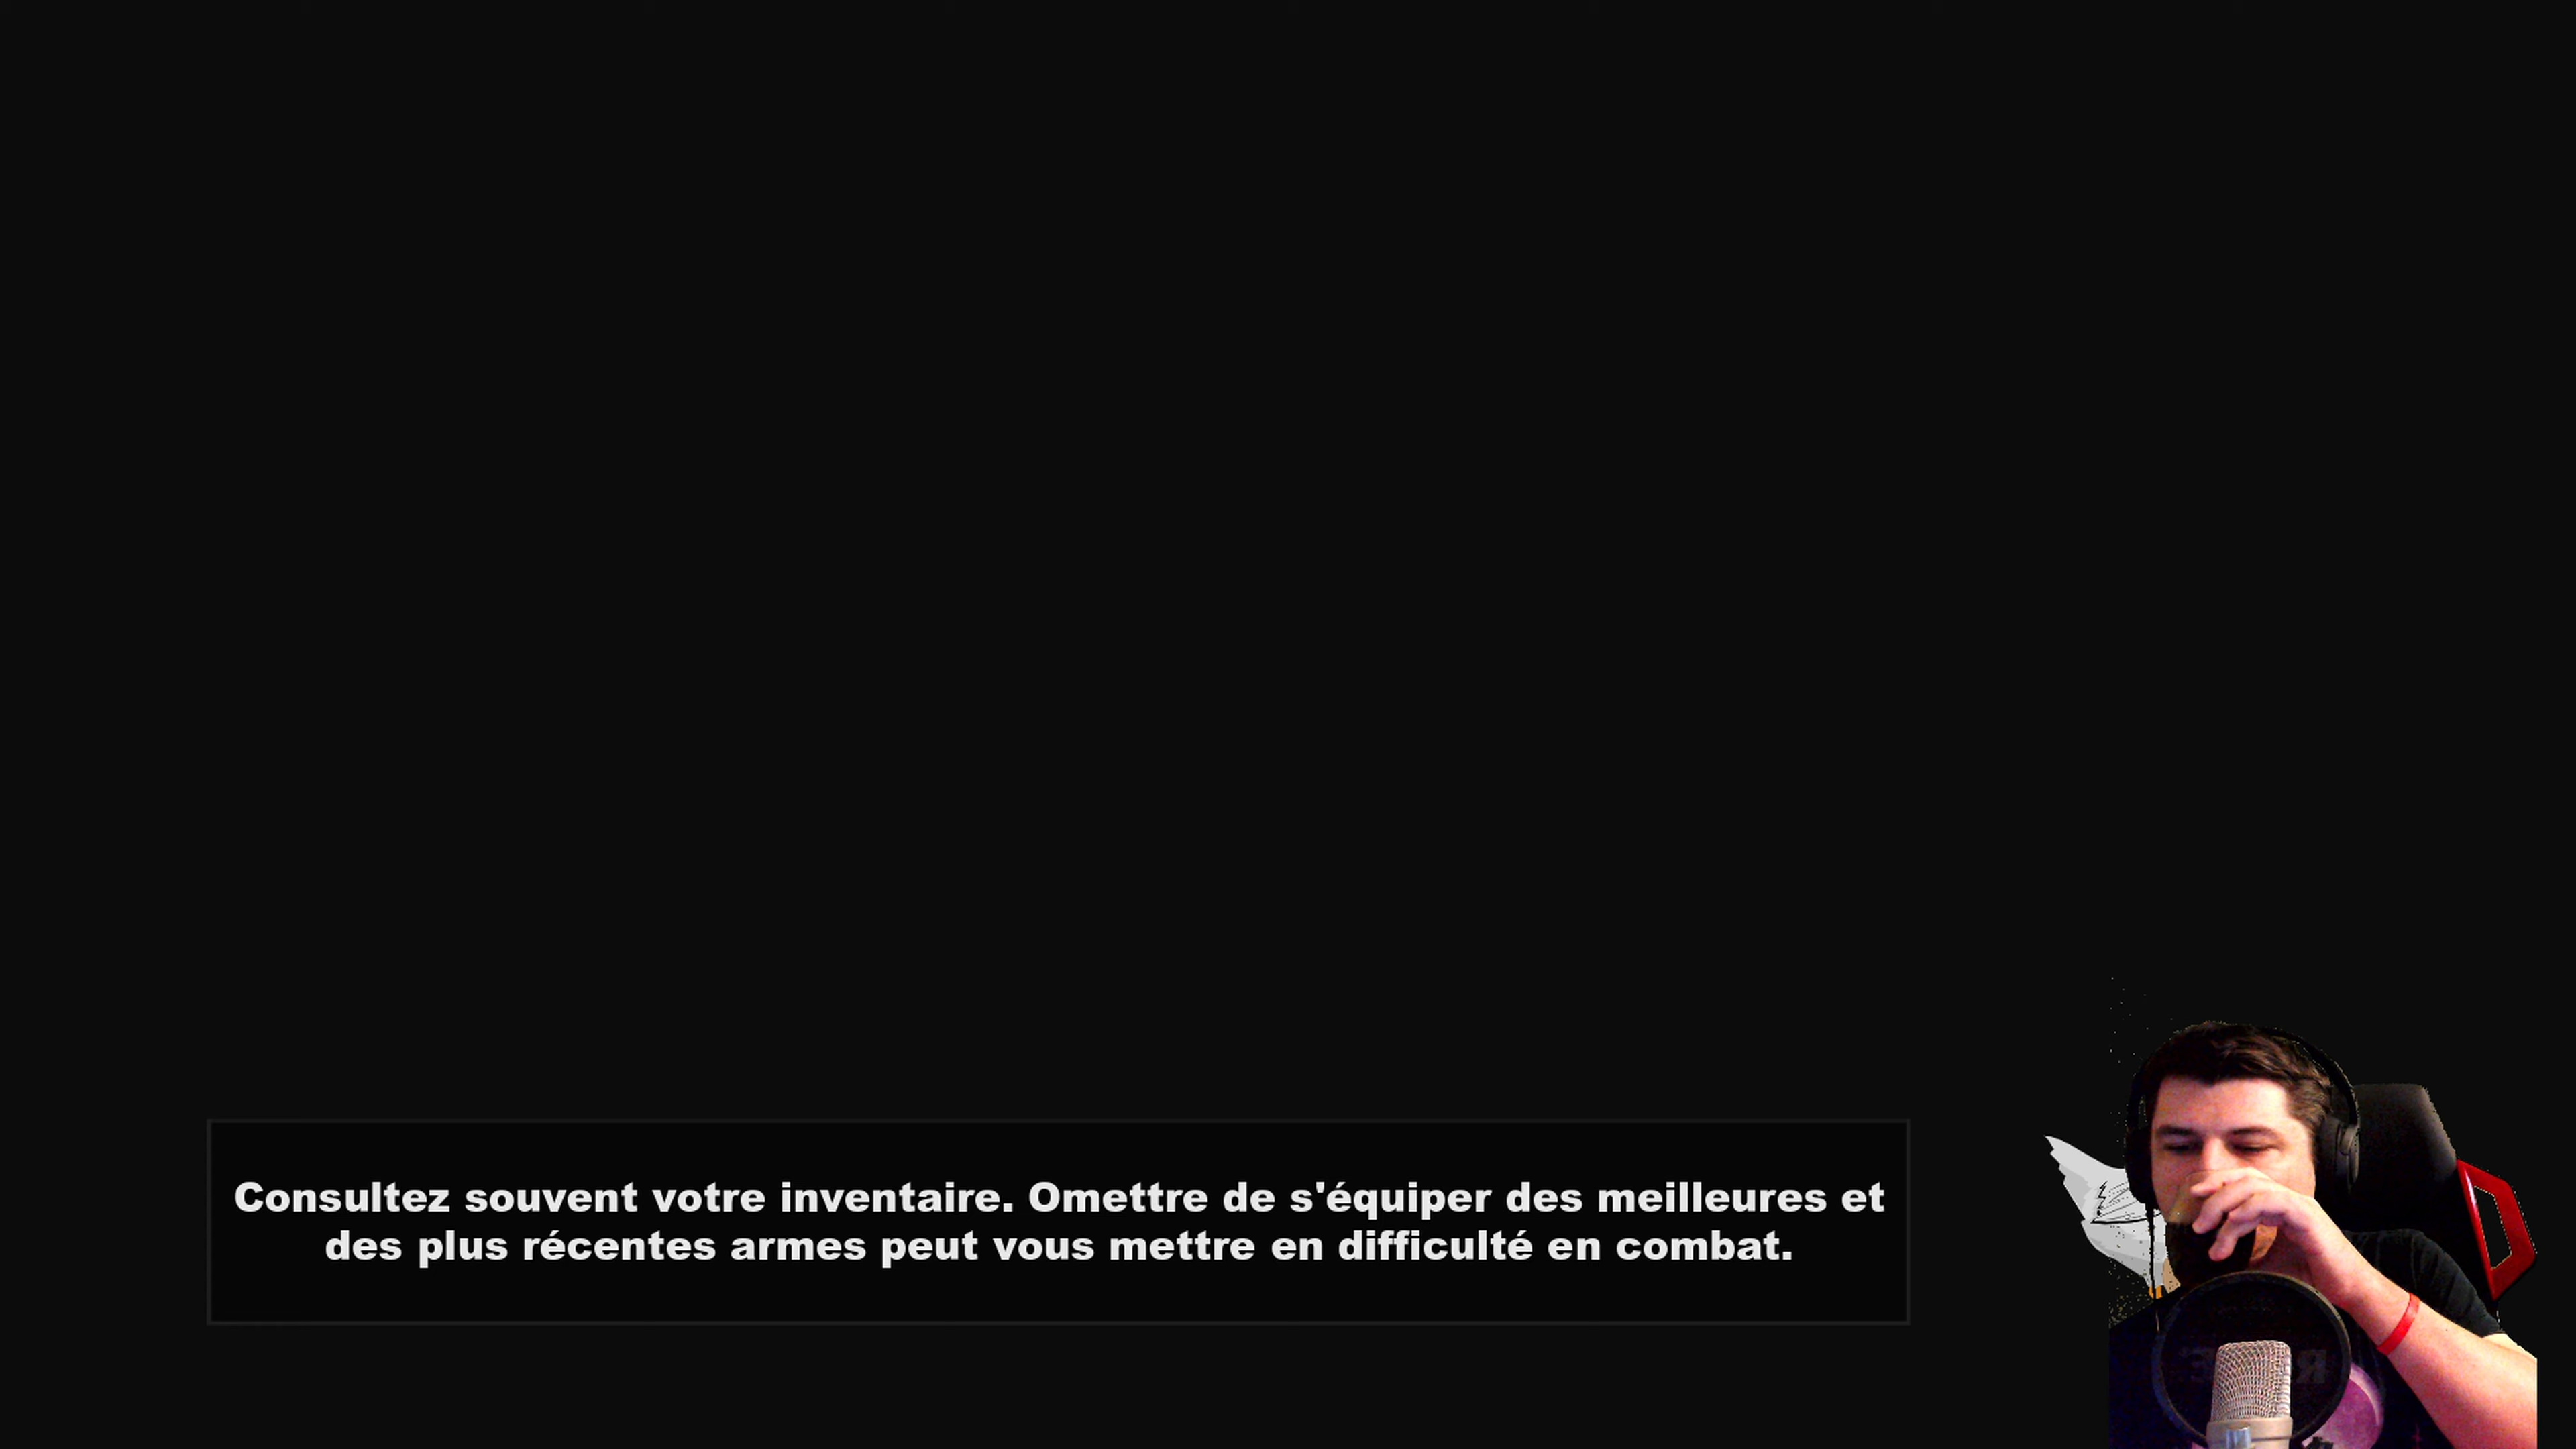 Consultez souvent votre inventaire. Omettre de s'équiper des meilleures et
des plus récentes armes peut vous mettre en difficulté en combat.